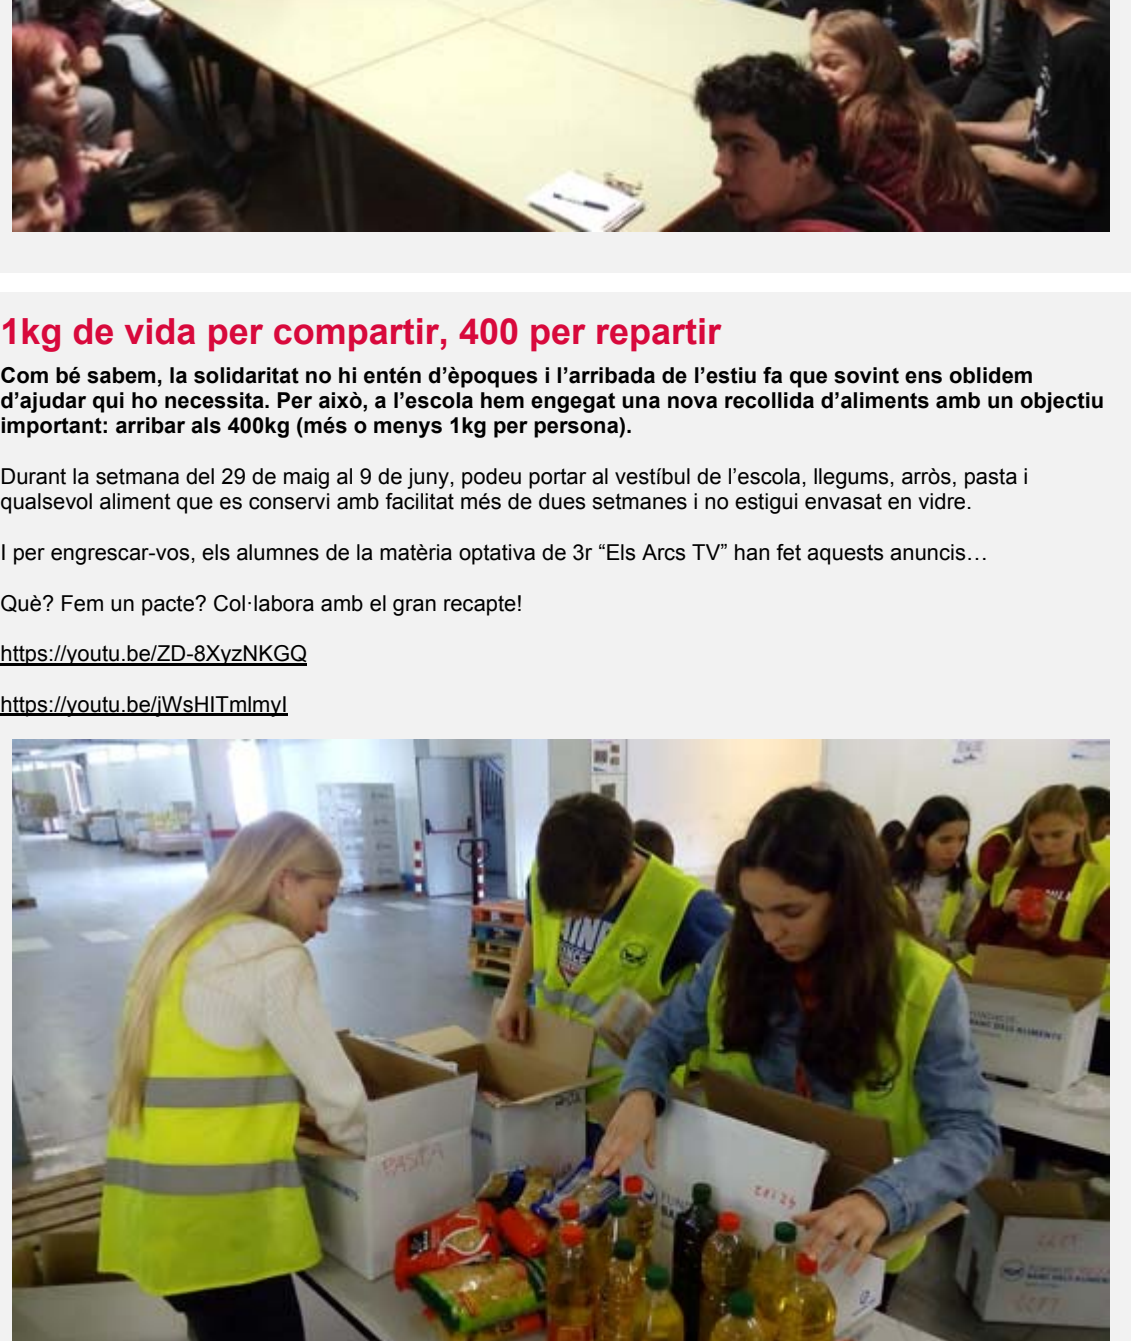 1kg de vida per compartir, 400 per repartir
Com bé sabem, la solidaritat no hi entén d’èpoques i l’arribada de l’estiu fa que sovint ens oblidem
d’ajudar qui ho necessita. Per això, a l’escola hem engegat una nova recollida d’aliments amb un objectiu
important: arribar als 400kg (més o menys 1kg per persona).
Durant la setmana del 29 de maig al 9 de juny, podeu portar al vestíbul de l’escola, llegums, arròs, pasta i
qualsevol aliment que es conservi amb facilitat més de dues setmanes i no estigui envasat en vidre.
I per engrescar-vos, els alumnes de la matèria optativa de 3r “Els Arcs TV” han fet aquests anuncis…
Què? Fem un pacte? Col·labora amb el gran recapte!
https://youtu.be/ZD-8XyzNKGQ
https://youtu.be/jWsHITmlmyI
BANC DELS ALIMENTS
PASTA